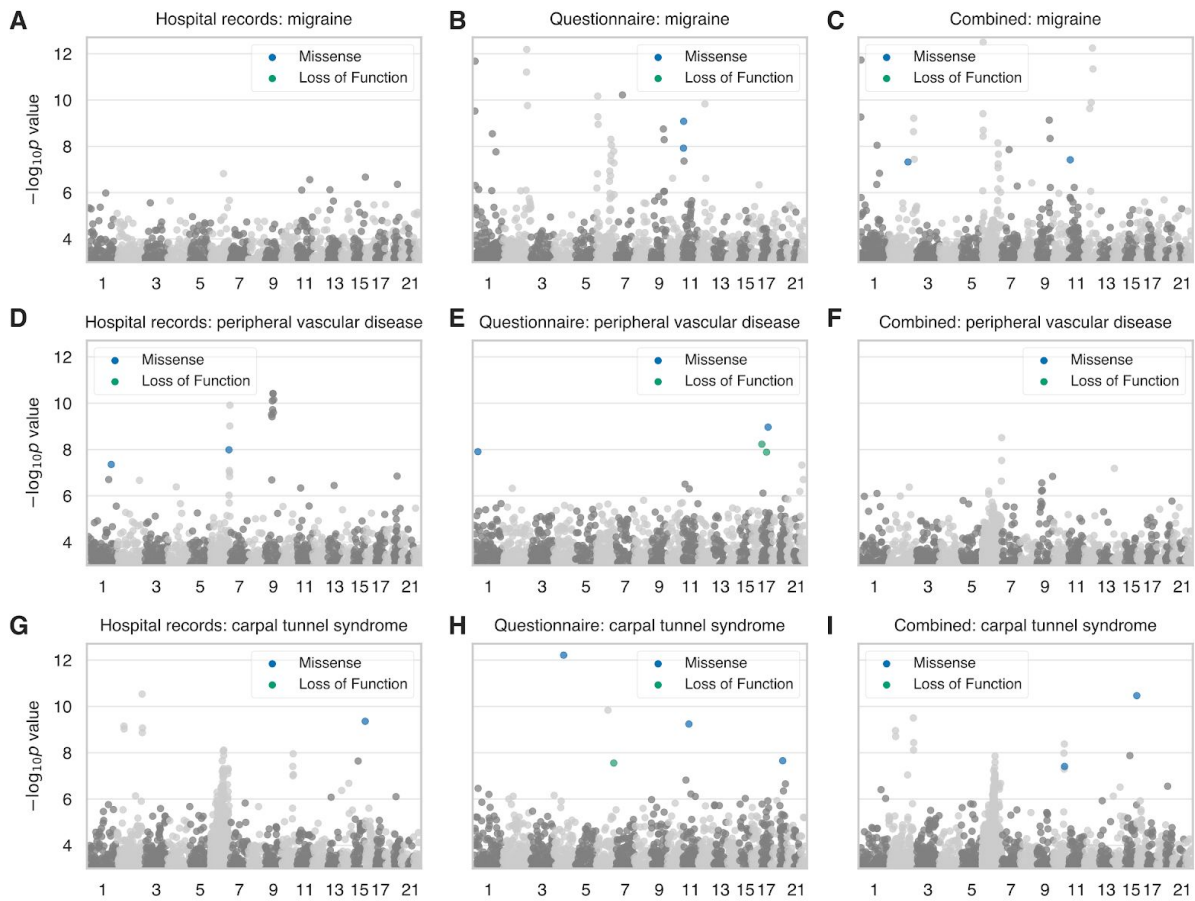 A Hospital records: migraine
B Questionnaire: migraine
C Combined: migraine
Missense
Loss of Function
Missense
Loss of Function
Missense
Loss of Function
−log10p value
12
10
8
6
4
1 3 5 7 9 11 13 15 17 21
1 3 5 7 9 11 13 15 17 21
1 3 5 7 9 11 13 15 17 21
D Hospital records: peripheral vascular disease
E Questionnaire: peripheral vascular disease
F Combined: peripheral vascular disease
Missense
Loss of Function
Missense
Loss of Function
Missense
Loss of Function
−log10p value
12
10
8
6
4
1 3 5 7 9 11 13 15 17 21
1 3 5 7 9 11 13 15 17 21
1 3 5 7 9 11 13 15 17 21
G Hospital records: carpal tunnel syndrome
H Questionnaire: carpal tunnel syndrome
I Combined: carpal tunnel syndrome
Missense
Loss of Function
Missense
Loss of Function
Missense
Loss of Function
−log10p value
12
10
8
6
4
1 3 5 7 9 11 13 15 17 21
1 3 5 7 9 11 13 15 17 21
1 3 5 7 9 11 13 15 17 21